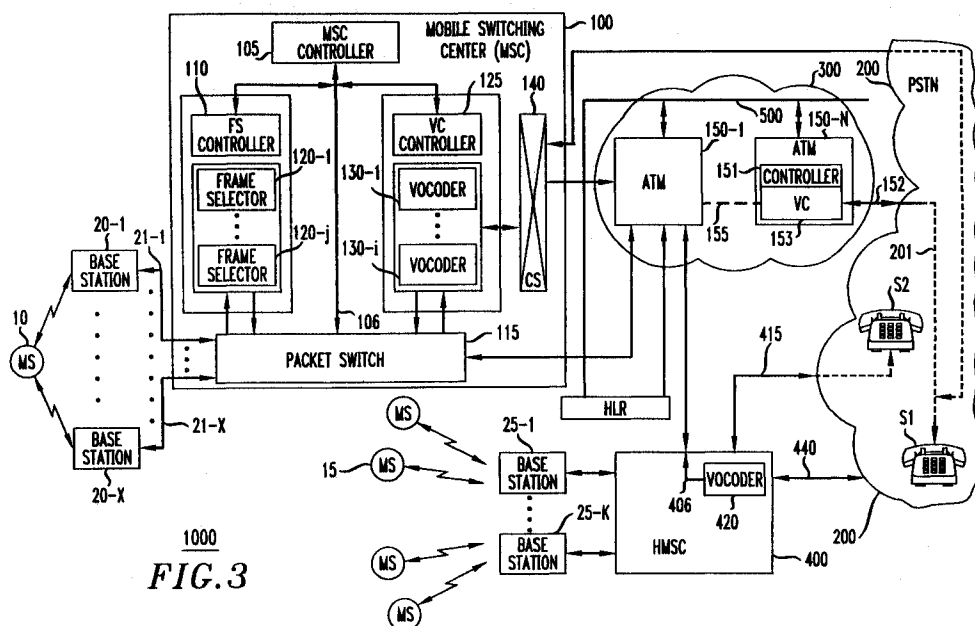 100
MSC
CONTROLLER
105
MOBILE SWITCHING
CENTER (MSC)
110
125
140
FS
CONTROLLER
VC
CONTROLLER
120-1
FRAME
SELECTOR
130-1
VOCODER
120-j
FRAME
SELECTOR
130-i
VOCODER
CS
106
115
PACKET SWITCH
20-1
21-1
BASE
STATION
10
MS
BASE
STATION
20-X
21-X
300
500
200
PSTN
150-1
150-N
ATM
ATM
151
CONTROLLER
VC
152
155
153
201
S2
415
S1
HLR
MS
15
MS
25-1
BASE
STATION
25-K
BASE
STATION
MS
MS
406
VOCODER
420
440
HMSC
400
200
1000
FIG.3